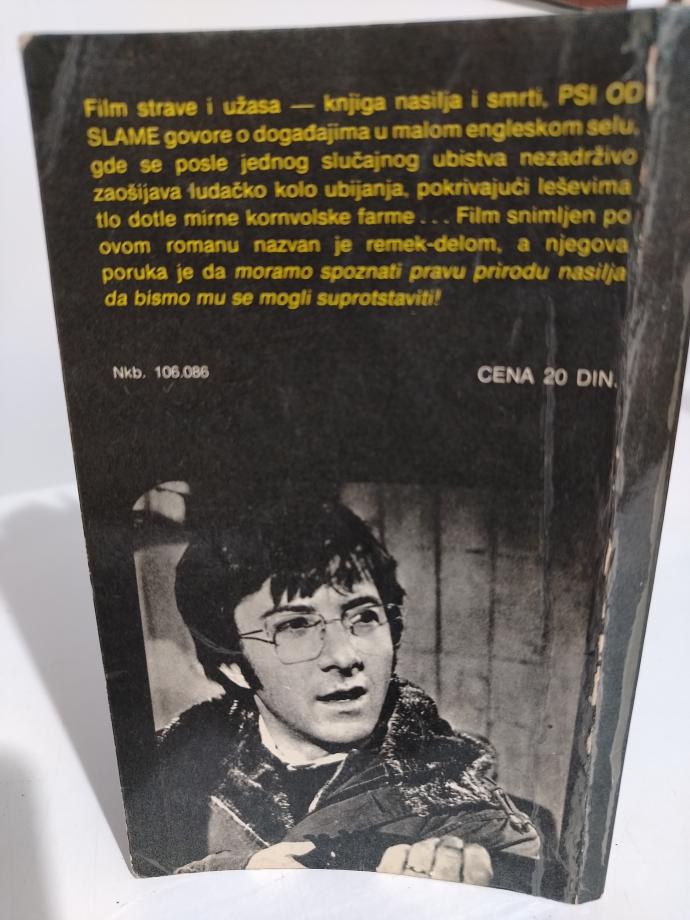 Film strave i užasa — knjiga nasilja i smrti, PSI OD
SLAME govore o događajima u malom engleskom selu,
gde se posle jednog slučajnog ubistva nezadrživo
zaošijava ludačko kolo ubijanja, pokrivajući leševima
tlo dotle mirne kornvolske farme . . . Film snimljen po
ovom romanu nazvan je remek-delom, a njegova
poruka je da moramo spoznati pravu prirodu nasilja
da bismo mu se mogli suprotstaviti!
Nkb. 106.086
CENA 20 DIN.